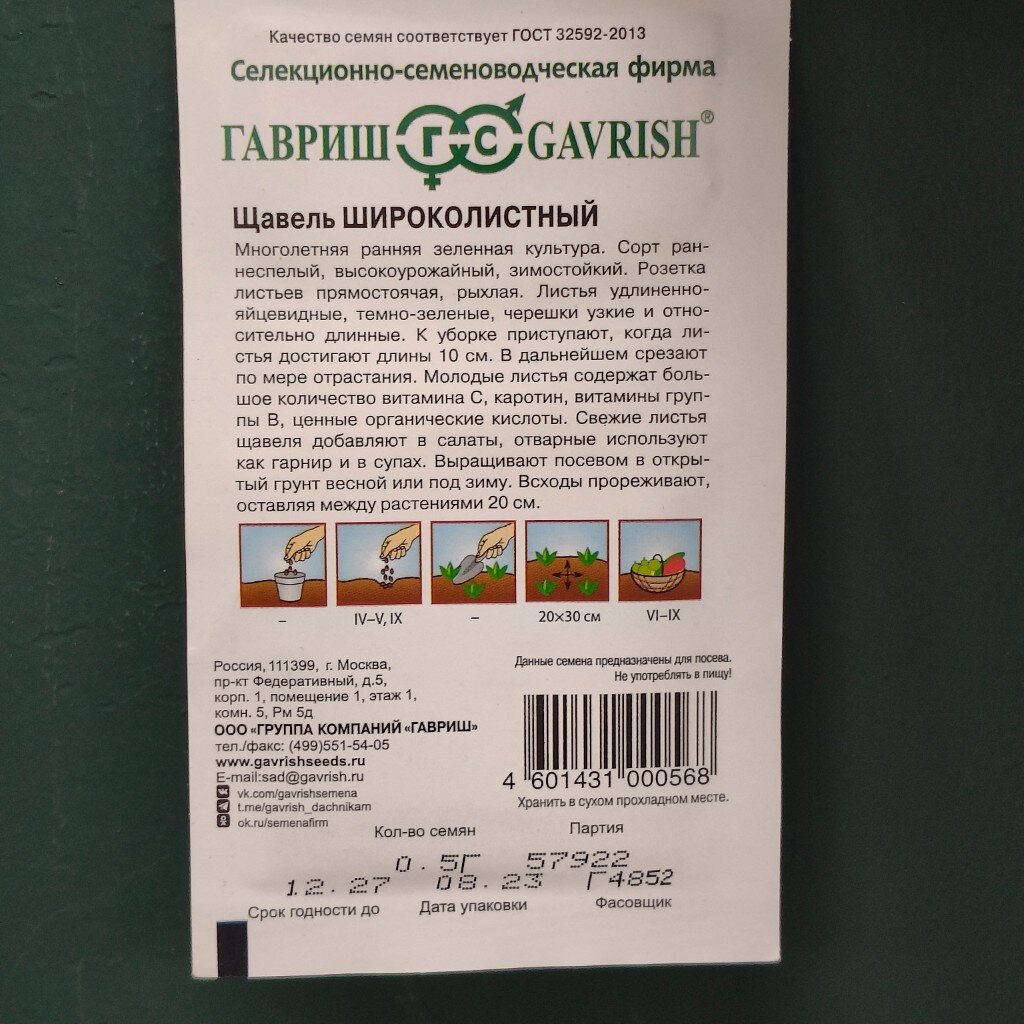 Качество семян соответствует ГОСТ 32592-2013
Селекционно-семеноводческая фирма
ГАВРИШ Г-С GAVRISH®
Щавель ШИРОКОЛИСТНЫЙ
Многолетняя ранняя зеленная культура. Сорт ран-
неспелый, высокоурожайный, зимостойкий. Розетка
листьев прямостоячая, рыхлая. Листья удлиненно-
яйцевидные, темно-зеленые, черешки узкие и отно-
сительно длинные. К уборке приступают, когда ли-
стья достигают длины 10 см. В дальнейшем срезают
по мере отрастания. Молодые листья содержат боль-
шое количество витамина С, каротин, витамины груп-
пы В, ценные органические кислоты. Свежие листья
щавеля добавляют в салаты, отварные используют
как гарнир и в супах. Выращивают посевом в откры-
тый грунт весной или под зиму. Всходы прореживают,
оставляя между растениями 20 см.
– IV–V, IX – 20×30 см VI–IX
Россия, 111399, г. Москва,
пр-кт Федеративный, д.5,
корп. 1, помещение 1, этаж 1,
комн. 5, Рм 5д
ООО «ГРУППА КОМПАНИЙ «ГАВРИШ»
тел./факс: (499)551-54-05
www.gavrishseeds.ru
E-mail:sad@gavrish.ru
vk.com/gavrishsemena
t.me/gavrish_dachnikam
ok.ru/semenafirm
Данные семена предназначены для посева.
Не употреблять в пищу!
4 601431 000568
Хранить в сухом прохладном месте.
Кол-во семян Партия
0.5Г 57922
12.27 08.23 Г4852
Срок годности до Дата упаковки Фасовщик